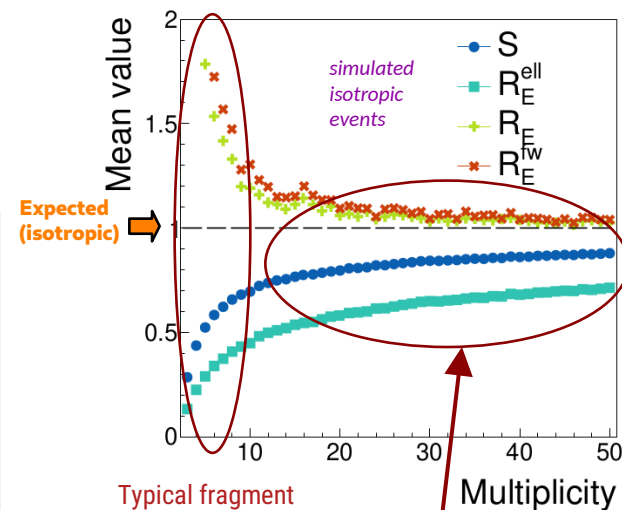 2
1.5
1
0.5
0
Mean value
simulated
isotropic
events
S
R_E^ell
R_E
R_E^fw
Expected
(isotropic)
10 20 30 40 50
Typical fragment
Multiplicity